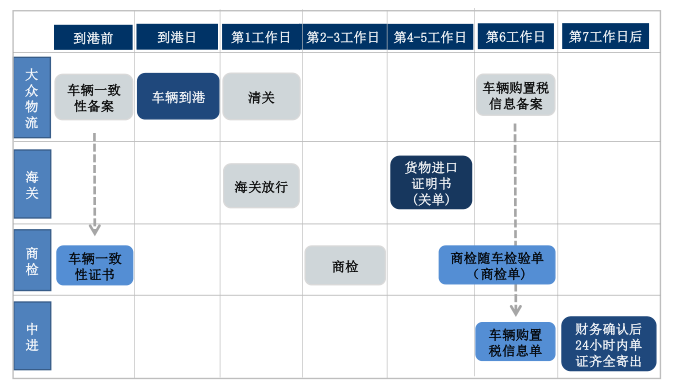 到港前 到港日 第1工作日 第2-3工作日 第4-5工作日 第6工作日 第7工作日后
大众物流
车辆一致
性备案
车辆到港
清关
车辆购置税
信息备案
海关
海关放行
货物进口
证明书
(关单)
商检
车辆一致
性证书
商检
商检随车检验单
(商检单)
中进
车辆购置
税信息单
财务确认后
24小时内单
证齐全寄出